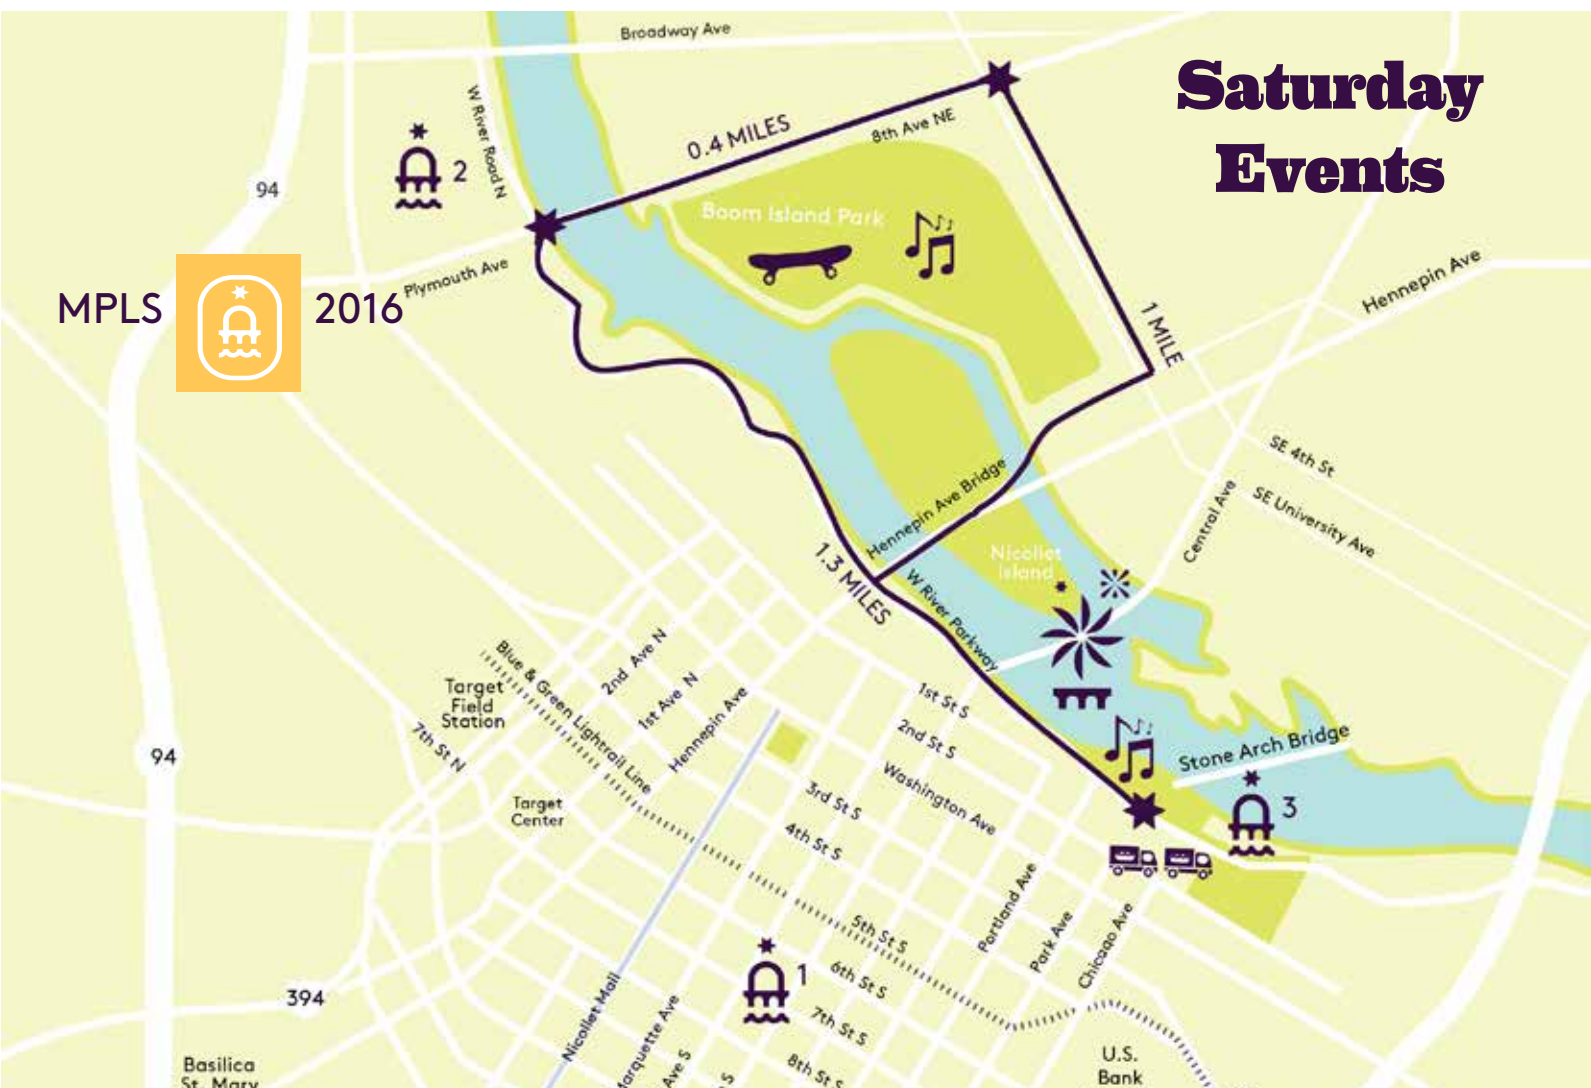 Saturday
Events
Broadway Ave
W River Road N
0.4 MILES
8th Ave NE
2
94
Boom Island Park
Plymouth Ave
Hennepin Ave
MPLS
2016
1 MILE
SE 4th St
Hennepin Ave Bridge
Central Ave
SE University Ave
Nicollet
Island
1.3 MILES
W River Parkway
Blue & Green Lightrail Line
2nd Ave N
1st Ave N
Hennepin Ave
Target
Field
Station
7th St N
1st St S
2nd St S
Washington Ave
Stone Arch Bridge
94
3rd St S
4th St S
Target
Center
3
Portland Ave
Park Ave
Chicago Ave
5th St S
6th St S
7th St S
8th St S
1
394
Nicollet Mall
Marquette Ave
Ave S
S
Basilica
St. Mary
U.S.
Bank